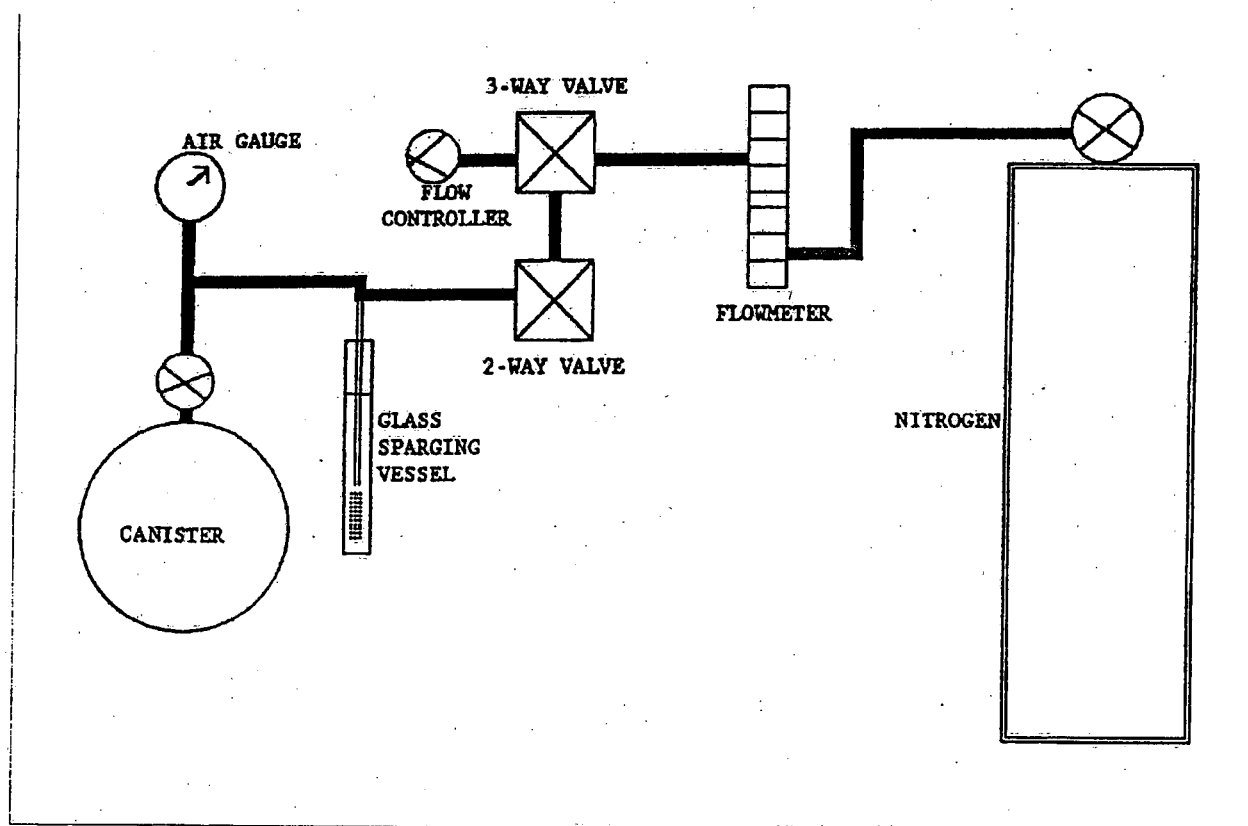 3-WAY VALVE
AIR GAUGE
FLOW
CONTROLLER
FLOWMETER
2-WAY VALVE
GLASS
SPARGING
VESSEL
NITROGEN
CANISTER